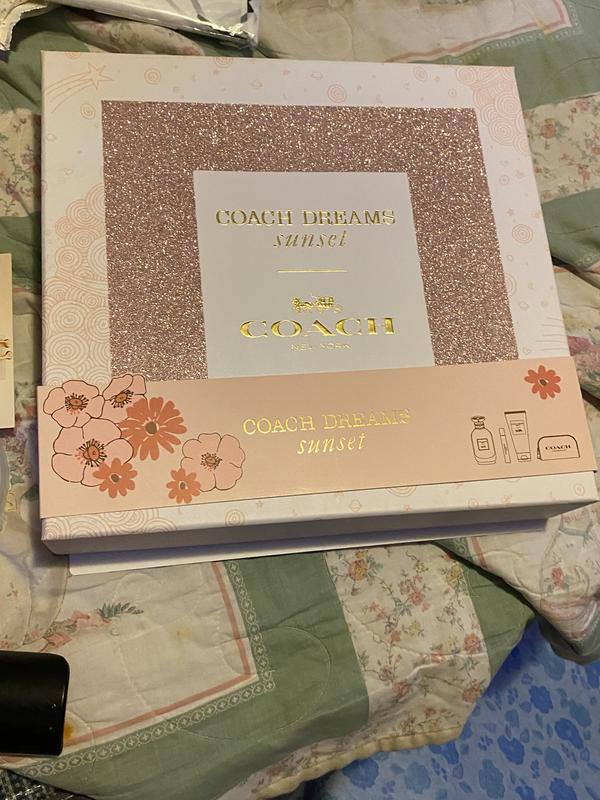 COACH DREAMS
sunset
COACH
NEW YORK
COACH DREAMS
sunset
COACH